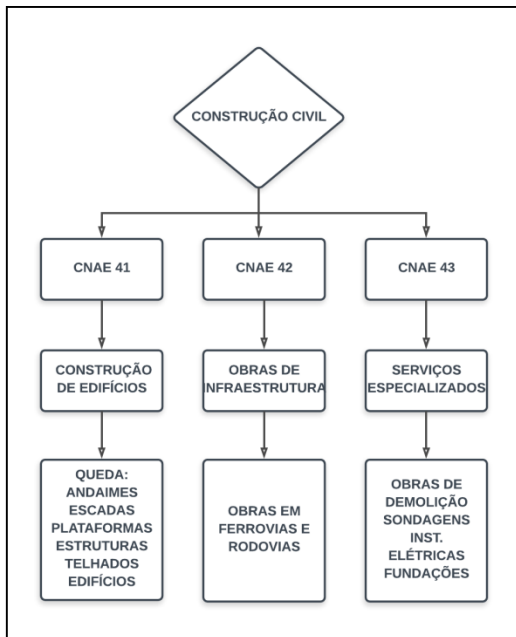 CONSTRUÇÃO CIVIL
CNAE 41
CNAE 42
CNAE 43
CONSTRUÇÃO
DE EDIFÍCIOS
OBRAS DE
INFRAESTRUTURA
SERVIÇOS
ESPECIALIZADOS
QUEDA:
ANDAIMES
ESCADAS
PLATAFORMAS
ESTRUTURAS
TELHADOS
EDIFÍCIOS
OBRAS EM
FERROVIAS E
RODOVIAS
OBRAS DE
DEMOLIÇÃO
SONDAGENS
INST.
ELÉTRICAS
FUNDAÇÕES